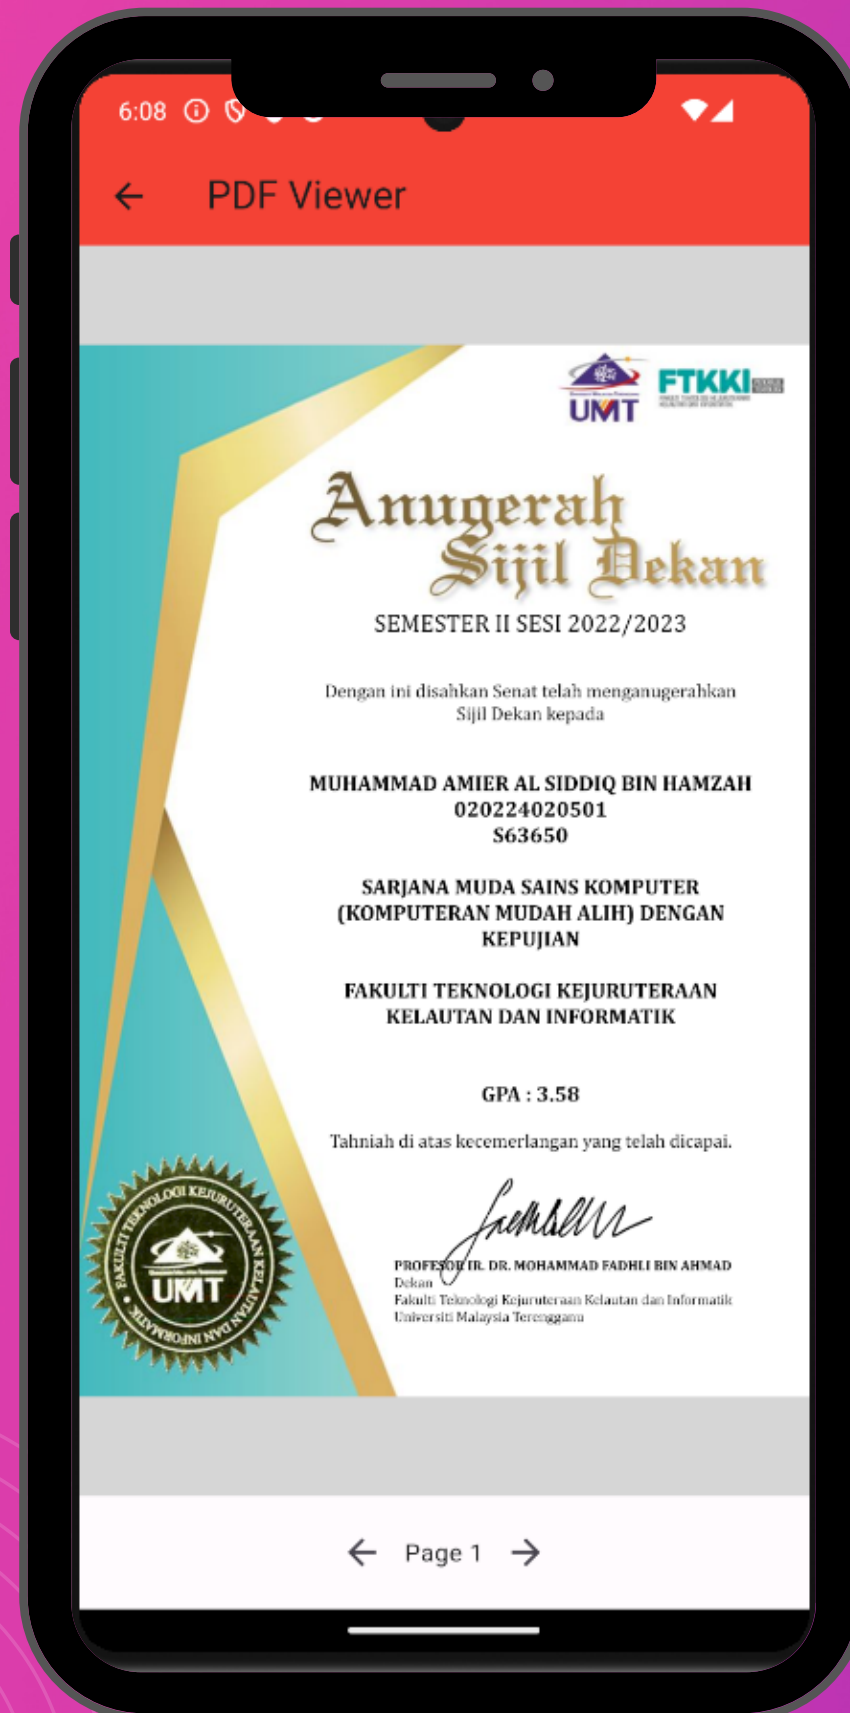 6:08
PDF Viewer
UMT
FTKKI
Anugerah
Sijil Dekan
SEMESTER II SESI 2022/2023
Dengan ini disahkan Senat telah menganugerahkan
Sijil Dekan kepada
MUHAMMAD AMIER AL SIDDIQ BIN HAMZAH
020224020501
S63650
SARJANA MUDA SAINS KOMPUTER
(KOMPUTERAN MUDAH ALIH) DENGAN
KEPUJIAN
FAKULTI TEKNOLOGI KEJURUTERAAN
KELAUTAN DAN INFORMATIK
GPA : 3.58
Tahniah di atas kecemerlangan yang telah dicapai.
PROFESOR IR. DR. MOHAMMAD FADHLI BIN AHMAD
Dekan
Fakulti Teknologi Kejuruteraan Kelautan dan Informatik
Universiti Malaysia Terengganu
FAKULTI TEKNOLOGI KEJURUTERAAN KELAUTAN DAN INFORMATIK
UMT
Page 1